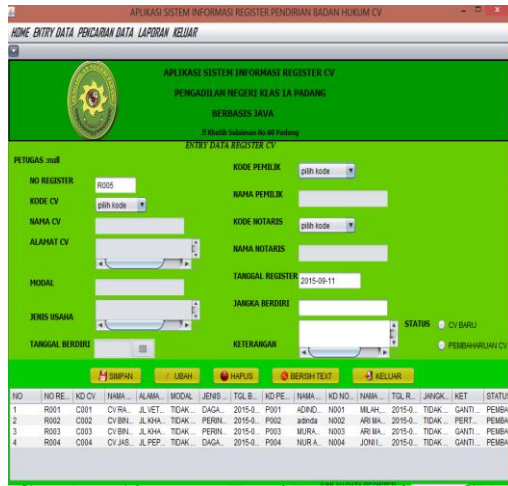 APLIKASI SISTEM INFORMASI REGISTER PENDIRIAN BADAN HUKUM CV
HOME ENTRY DATA PENCARIAN DATA LAPORAN KELUAR
APLIKASI SISTEM INFORMASI REGISTER CV
PENGADILAN NEGERI KLAS 1A PADANG
BERBASIS JAVA
Jl Khatib Sulaiman No 80 Padang
ENTRY DATA REGISTER CV
PETUGAS :null
NO REGISTER R005
KODE CV pilih kode
NAMA CV
ALAMAT CV
MODAL
JENIS USAHA
TANGGAL BERDIRI
KODE PEMILIK pilih kode
NAMA PEMILIK
KODE NOTARIS pilih kode
NAMA NOTARIS
TANGGAL REGISTER 2015-09-11
JANGKA BERDIRI
KETERANGAN
STATUS CV BARU
PEMBAHARUAN CV
SIMPAN UBAH HAPUS BERSIH TEXT KELUAR
NO NO RE... KD CV NAMA... ALAMA... MODAL JENIS ... TGL B... KD PE... NAMA... KD NO... NAMA... TGL R... JANGK... KET STATUS
1 R001 C001 CV RA... JL VET... TIDAK ... DAGA... 2015-0... P001 ADIND... N001 MILAH,... 2015-0... TIDAK ... GANTI ... PEMBA
2 R002 C002 CV BIN... JL KHA... TIDAK ... PERIN... 2015-0... P002 adinda N002 ARI MA... 2015-0... TIDAK ... PERT... PEMBA
3 R003 C003 CV BIN... JL KHA... TIDAK ... PERIN... 2015-0... P003 MURA... N003 ARI MA... 2015-0... TIDAK ... GANTI ... PEMBA
4 R004 C004 CV JAS... JL PEP... TIDAK ... DAGA... 2015-0... P004 NUR A... N004 JONI I... 2015-0... TIDAK ... GANTI ... PEMBA